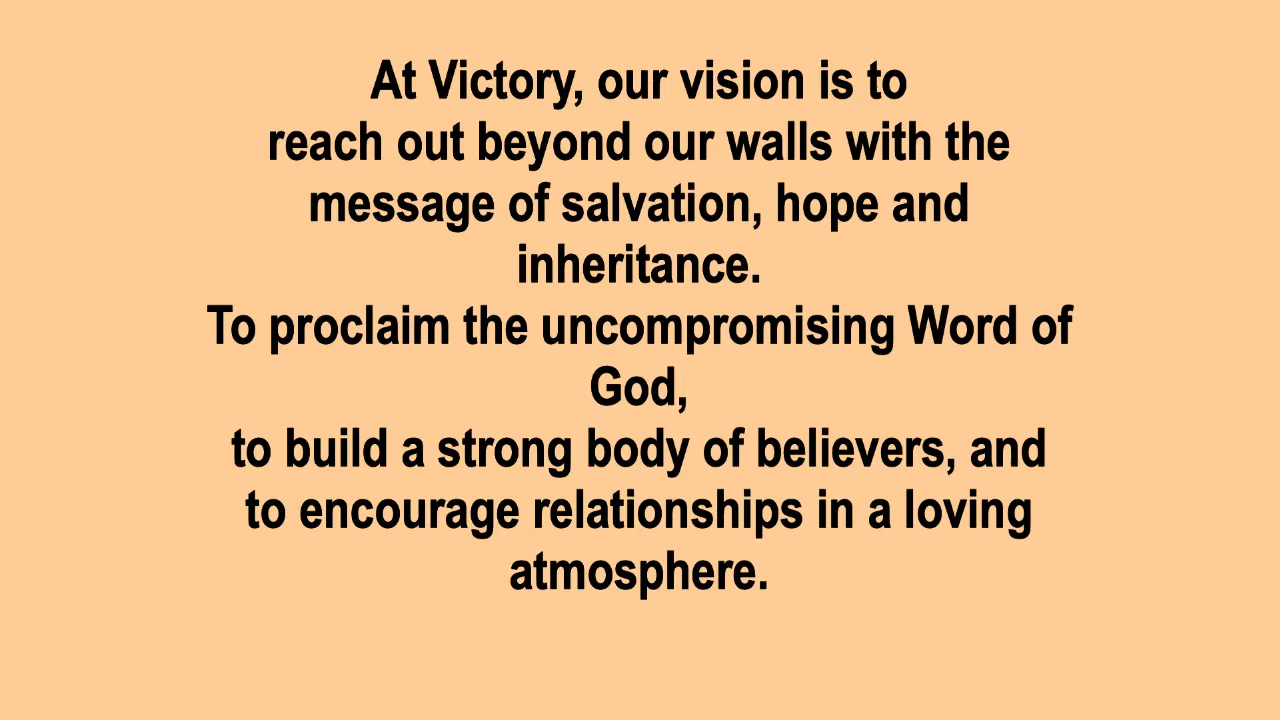 At Victory, our vision is to
reach out beyond our walls with the
message of salvation, hope and
inheritance.
To proclaim the uncompromising Word of
God,
to build a strong body of believers, and
to encourage relationships in a loving
atmosphere.